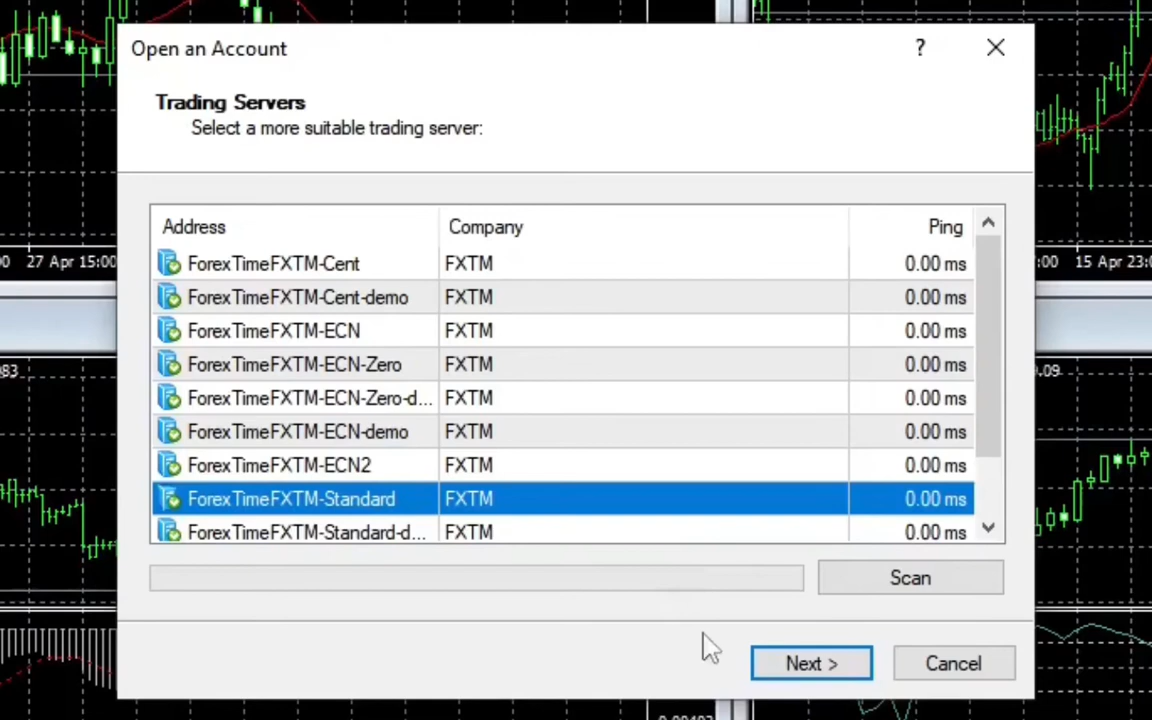 Open an Account
?
Trading Servers
Select a more suitable trading server:
Address Company Ping
ForexTimeFXTM-Cent FXTM 0.00 ms
ForexTimeFXTM-Cent-demo FXTM 0.00 ms
ForexTimeFXTM-ECN FXTM 0.00 ms
ForexTimeFXTM-ECN-Zero FXTM 0.00 ms
ForexTimeFXTM-ECN-Zero-d... FXTM 0.00 ms
ForexTimeFXTM-ECN-demo FXTM 0.00 ms
ForexTimeFXTM-ECN2 FXTM 0.00 ms
ForexTimeFXTM-Standard FXTM 0.00 ms
ForexTimeFXTM-Standard-d... FXTM 0.00 ms
Scan
Next >
Cancel
27 Apr 15:00
:00 15 Apr 23:0
983
0.09